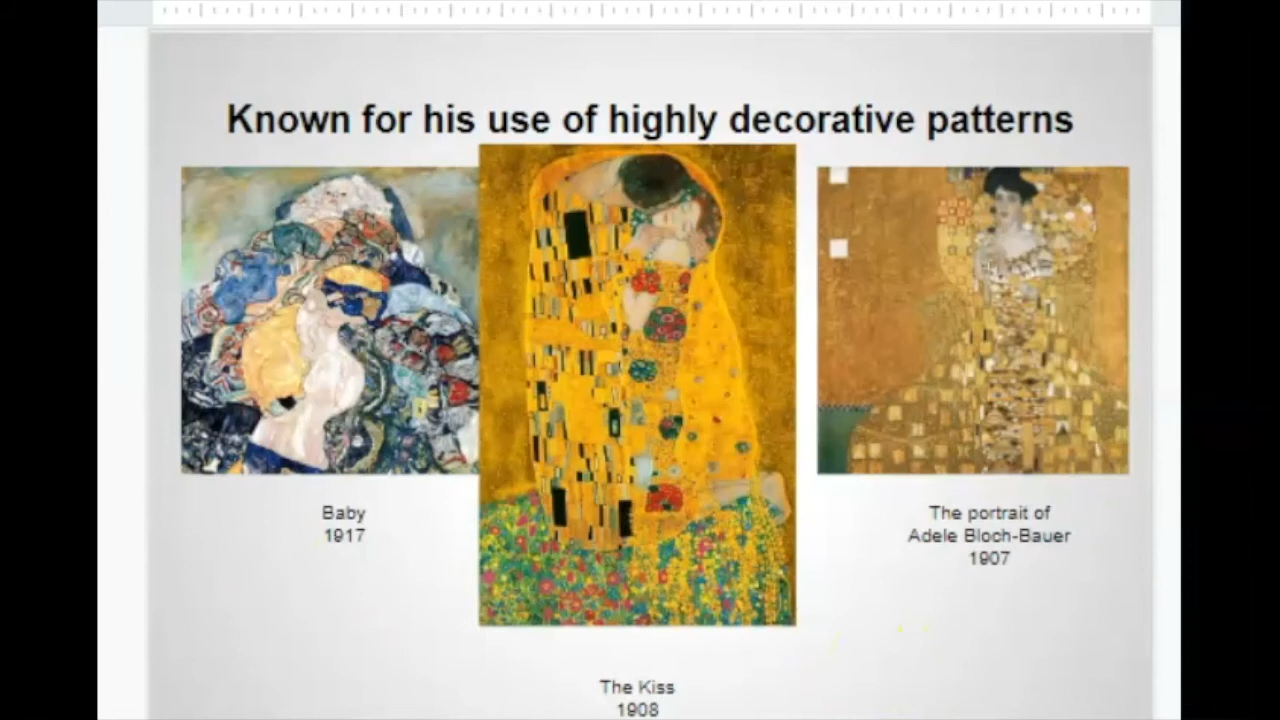 Known for his use of highly decorative patterns
Baby
1917
The portrait of
Adele Bloch-Bauer
1907
The Kiss
1908